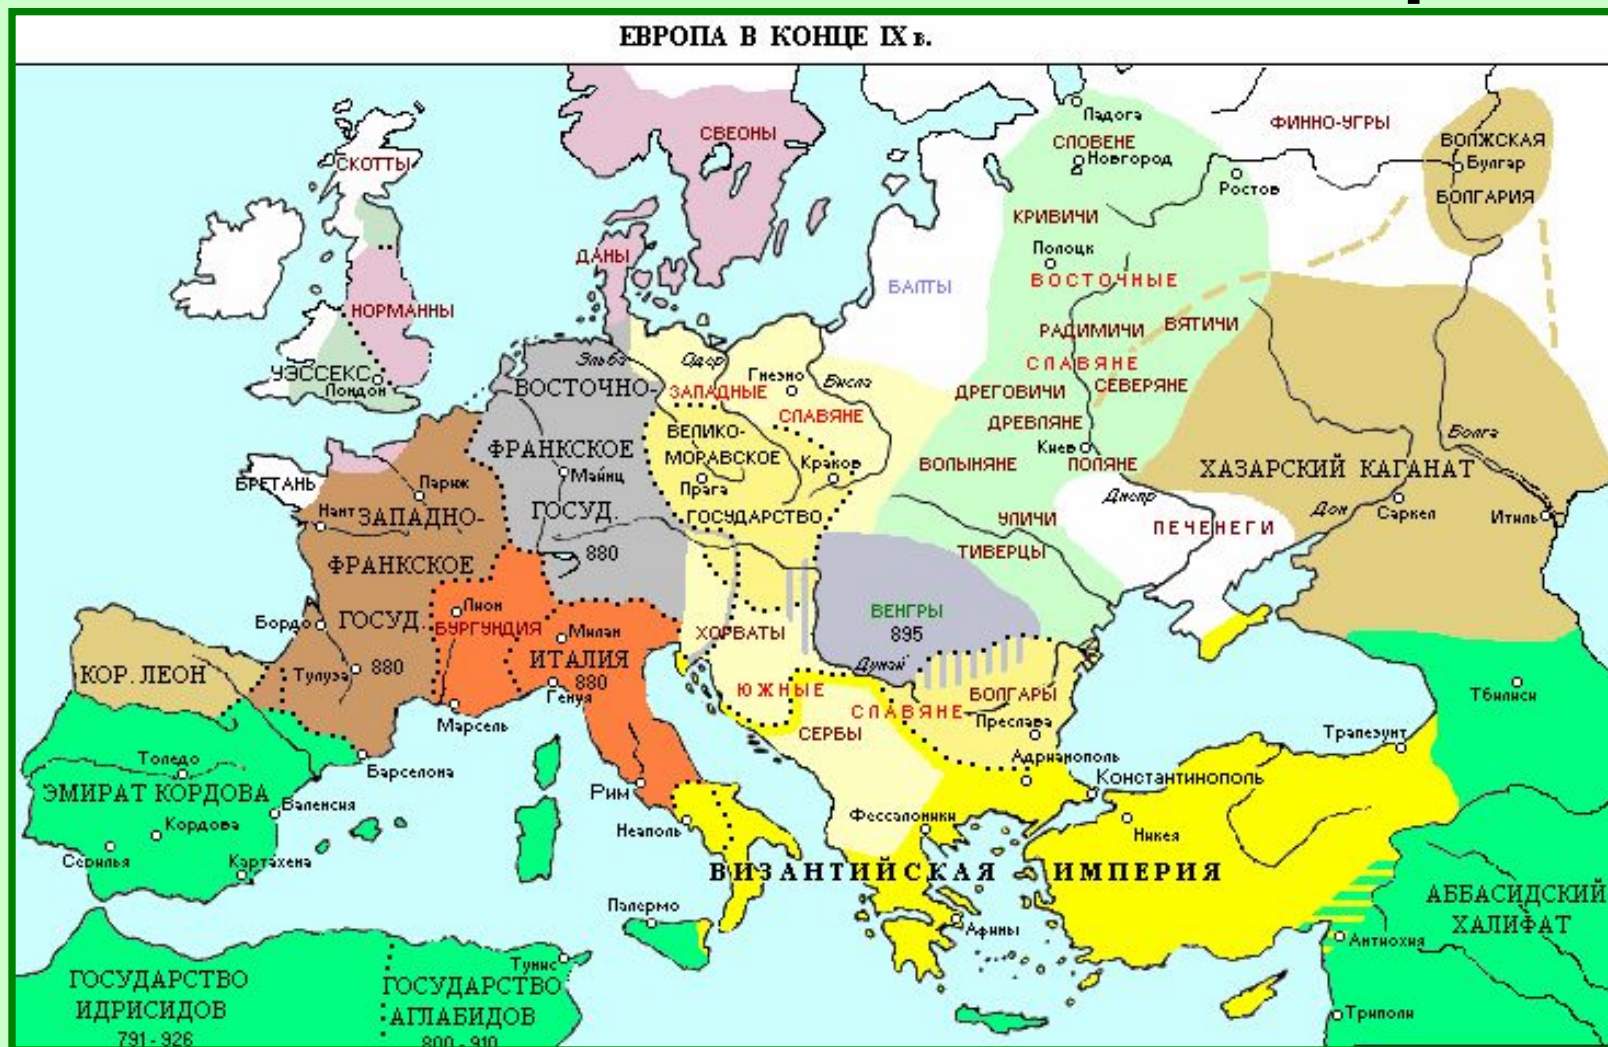 ЕВРОПА В КОНЦЕ IX в.
СВЕОНЫ
Ладога
СЛОВЕНЕ
Новгород
ФИННО-УГРЫ
ВОЛЖСКАЯ
Булгар
БОЛГАРИЯ
Ростов
СКОТТЫ
КРИВИЧИ
Полоцк
ДАНЫ
БАЛТЫ
ВОСТОЧНЫЕ
НОРМАННЫ
РАДИМИЧИ
ВЯТИЧИ
СЛАВЯНЕ
СЕВЕРЯНЕ
УЭССЕКС
Лондон
Эльба
Одер
Гнезно
Висла
ВОСТОЧНО-
ФРАНКСКОЕ
Майнц
ГОСУД.
880
ЗАПАДНЫЕ
СЛАВЯНЕ
ДРЕГОВИЧИ
ДРЕВЛЯНЕ
Киев
ПОЛЯНЕ
ВОЛЫНЯНЕ
ВЕЛИКО-
МОРАВСКОЕ
Краков
Прага
ГОСУДАРСТВО
Волга
ХАЗАРСКИЙ КАГАНАТ
Днепр
Дон
Саркел
Итиль
ПЕЧЕНЕГИ
УЛИЧИ
ТИВЕРЦЫ
БРЕТАНЬ
Париж
Нант
ЗАПАДНО-
ФРАНКСКОЕ
ГОСУД.
880
Бордо
Тулуза
Лион
БУРГУНДИЯ
Милан
ИТАЛИЯ
880
Генуя
Марсель
ХОРВАТЫ
ВЕНГРЫ
895
Дунай
ЮЖНЫЕ
СЛАВЯНЕ
СЕРБЫ
БОЛГАРЫ
Преслава
Адрианополь
Константинополь
Трапезунт
Тбилиси
КОР. ЛЕОН
Толедо
Барселона
ЭМИРАТ КОРДОВА
Валенсия
Кордова
Севилья
Картахена
Рим
Неаполь
Фессалоники
Никея
ВИЗАНТИЙСКАЯ ИМПЕРИЯ
Палермо
Афины
АББАСИДСКИЙ
ХАЛИФАТ
Антиохия
Триполи
ГОСУДАРСТВО
ИДРИСИДОВ
791 - 926
Тунис
ГОСУДАРСТВО
АГЛАБИДОВ
800 - 910